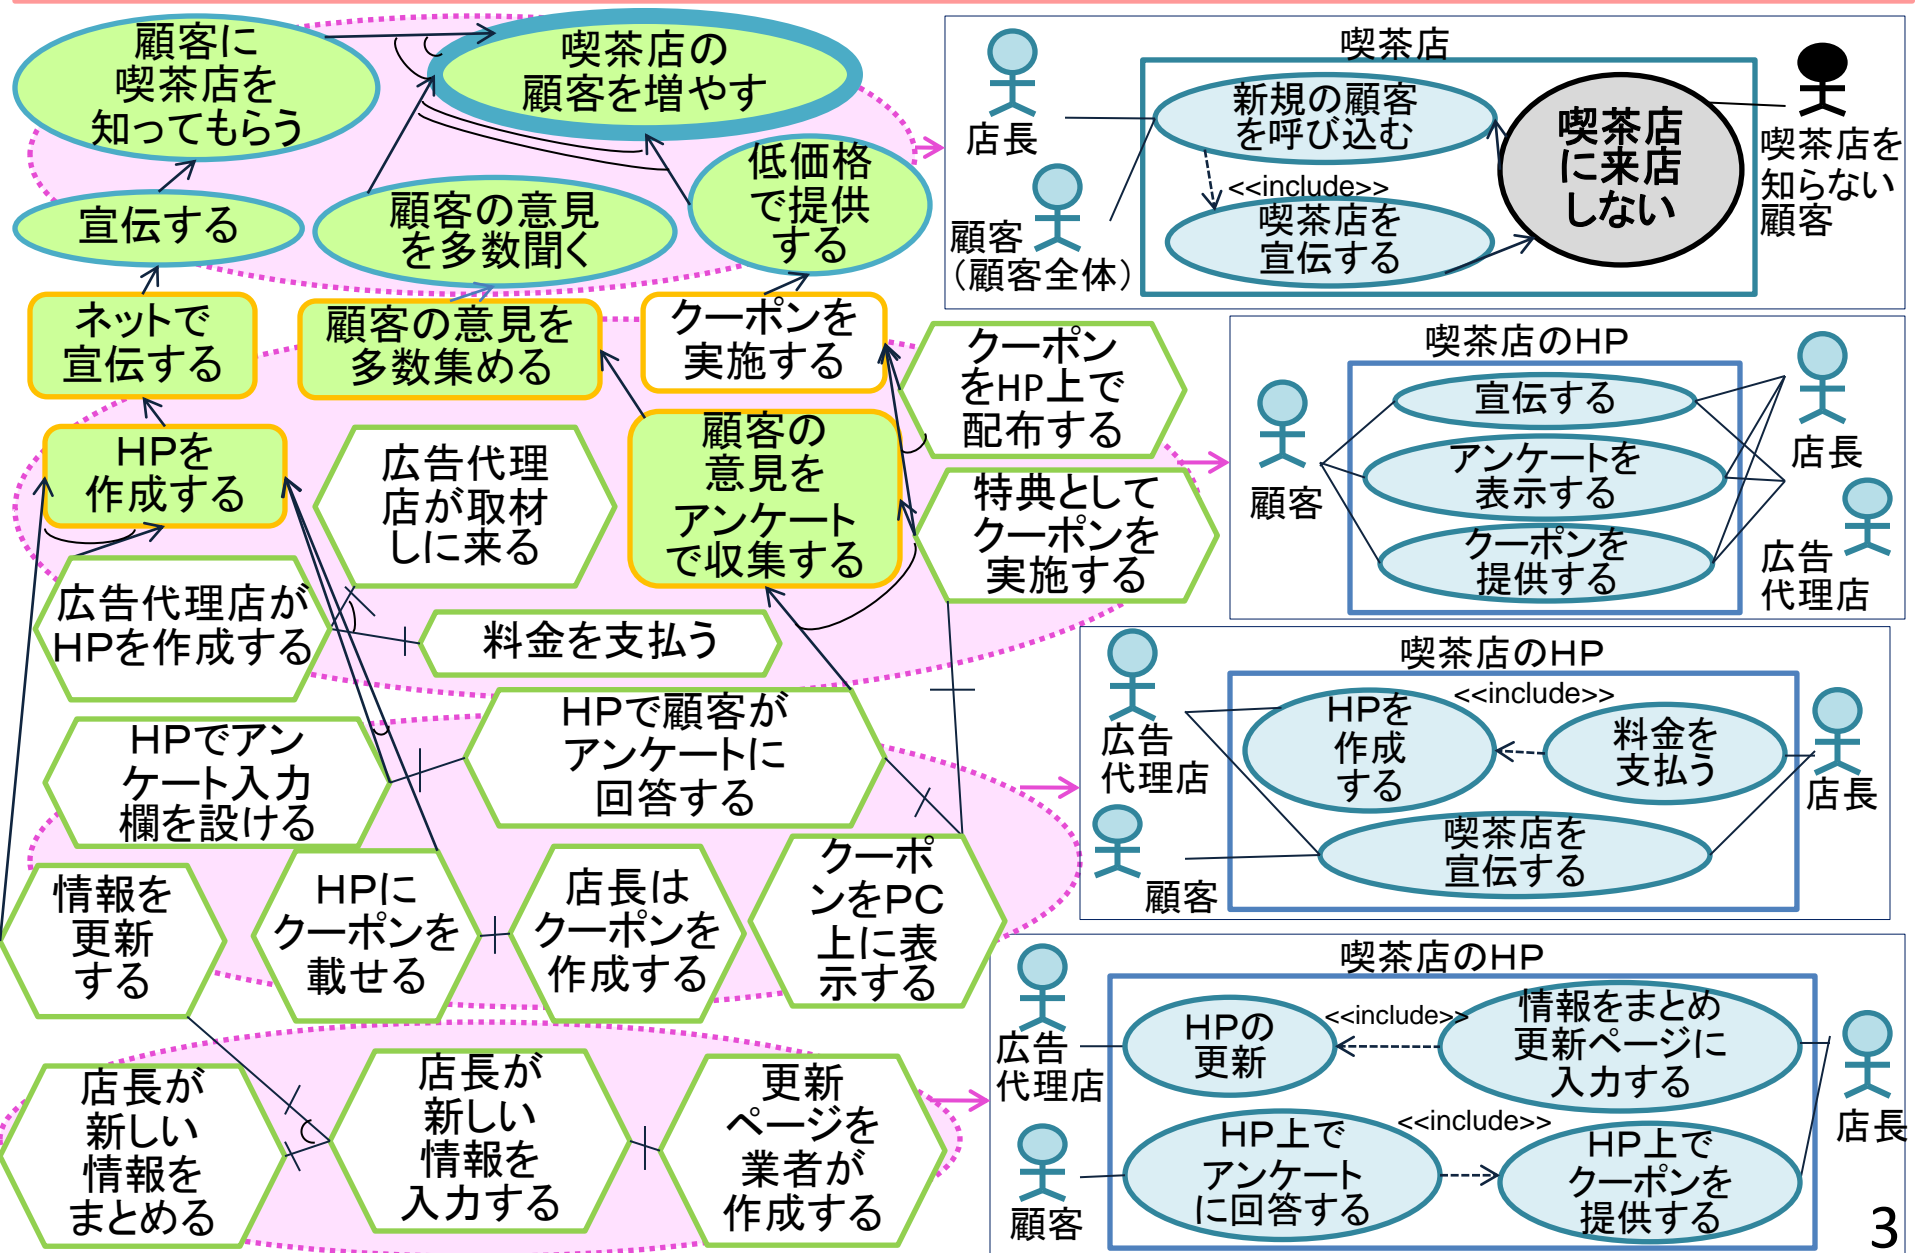 顧客に
喫茶店を
知ってもらう
喫茶店の
顧客を増やす
宣伝する
顧客の意見
を多数聞く
低価格
で提供
する
ネットで
宣伝する
顧客の意見を
多数集める
クーポンを
実施する
クーポン
をHP上で
配布する
HPを
作成する
広告代理
店が取材
しに来る
顧客の
意見を
アンケート
で収集する
特典として
クーポンを
実施する
広告代理店が
HPを作成する
料金を支払う
HPでアン
ケート入力
欄を設ける
HPで顧客が
アンケートに
回答する
情報を
更新
する
HPに
クーポンを
載せる
店長は
クーポンを
作成する
クーポ
ンをPC
上に表
示する
店長が
新しい
情報を
まとめる
店長が
新しい
情報を
入力する
更新
ページを
業者が
作成する
喫茶店
店長
顧客
（顧客全体）
新規の顧客
を呼び込む
<<include>>
喫茶店を
宣伝する
喫茶店
に来店
しない
喫茶店を
知らない
顧客
喫茶店のHP
顧客
宣伝する
アンケートを
表示する
クーポンを
提供する
店長
広告
代理店
喫茶店のHP
広告
代理店
顧客
HPを
作成
する
<<include>>
料金を
支払う
喫茶店を
宣伝する
店長
喫茶店のHP
広告
代理店
顧客
HPの
更新
<<include>>
情報をまとめ
更新ページに
入力する
HP上で
アンケート
に回答する
<<include>>
HP上で
クーポンを
提供する
店長
3